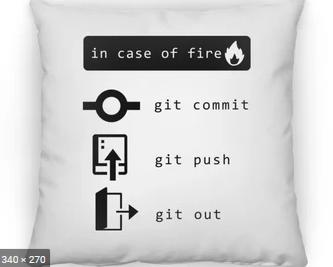 in case of fire
git commit
git push
git out
340 × 270